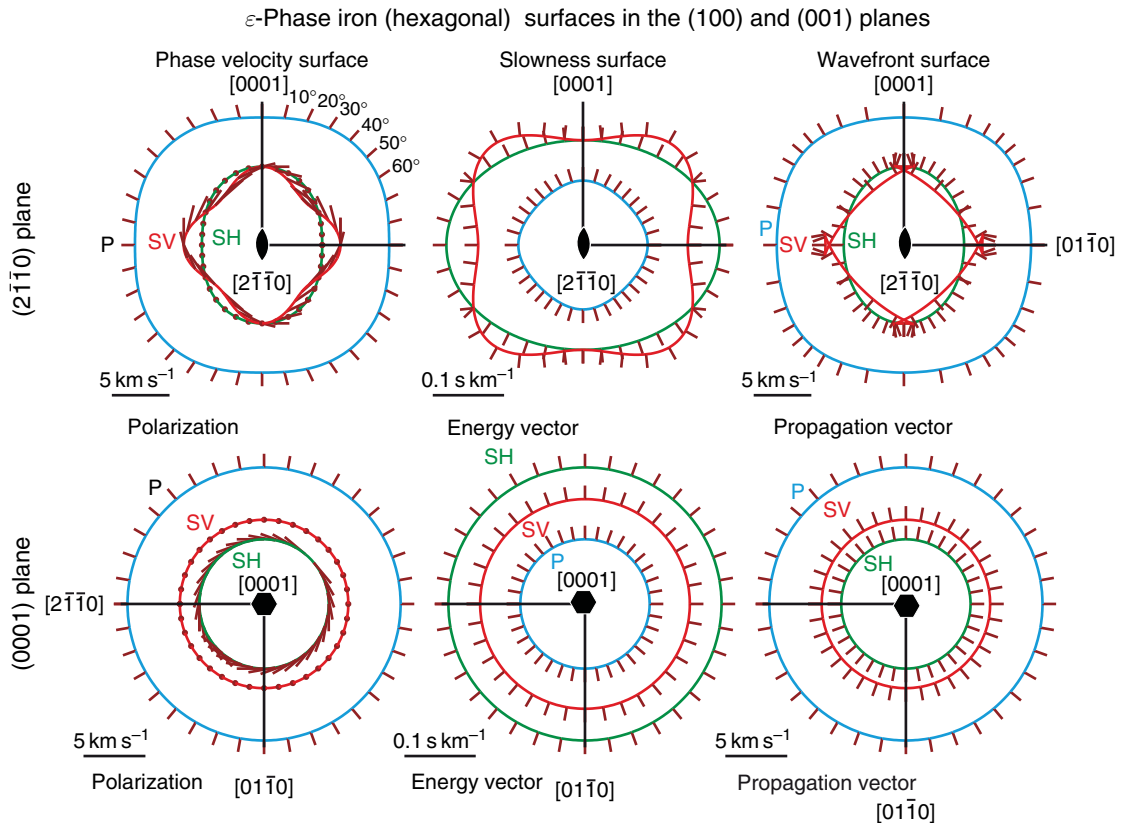 ε-Phase iron (hexagonal) surfaces in the (100) and (001) planes
Phase velocity surface
Slowness surface
Wavefront surface
[0001]
[0001]
[0001]
10°
20°
30°
40°
50°
60°
(21̄1̄0) plane
P
SV
SH
[21̄1̄0]
[21̄1̄0]
P
SV
SH
[21̄1̄0]
[011̄0]
5 km s⁻¹
0.1 s km⁻¹
5 km s⁻¹
Polarization
Energy vector
Propagation vector
(0001) plane
P
SV
SH
[0001]
[21̄1̄0]
SH
SV
P
[0001]
P
SV
SH
[0001]
5 km s⁻¹
0.1 s km⁻¹
5 km s⁻¹
Polarization
[011̄0]
Energy vector
[011̄0]
Propagation vector
[011̄0]